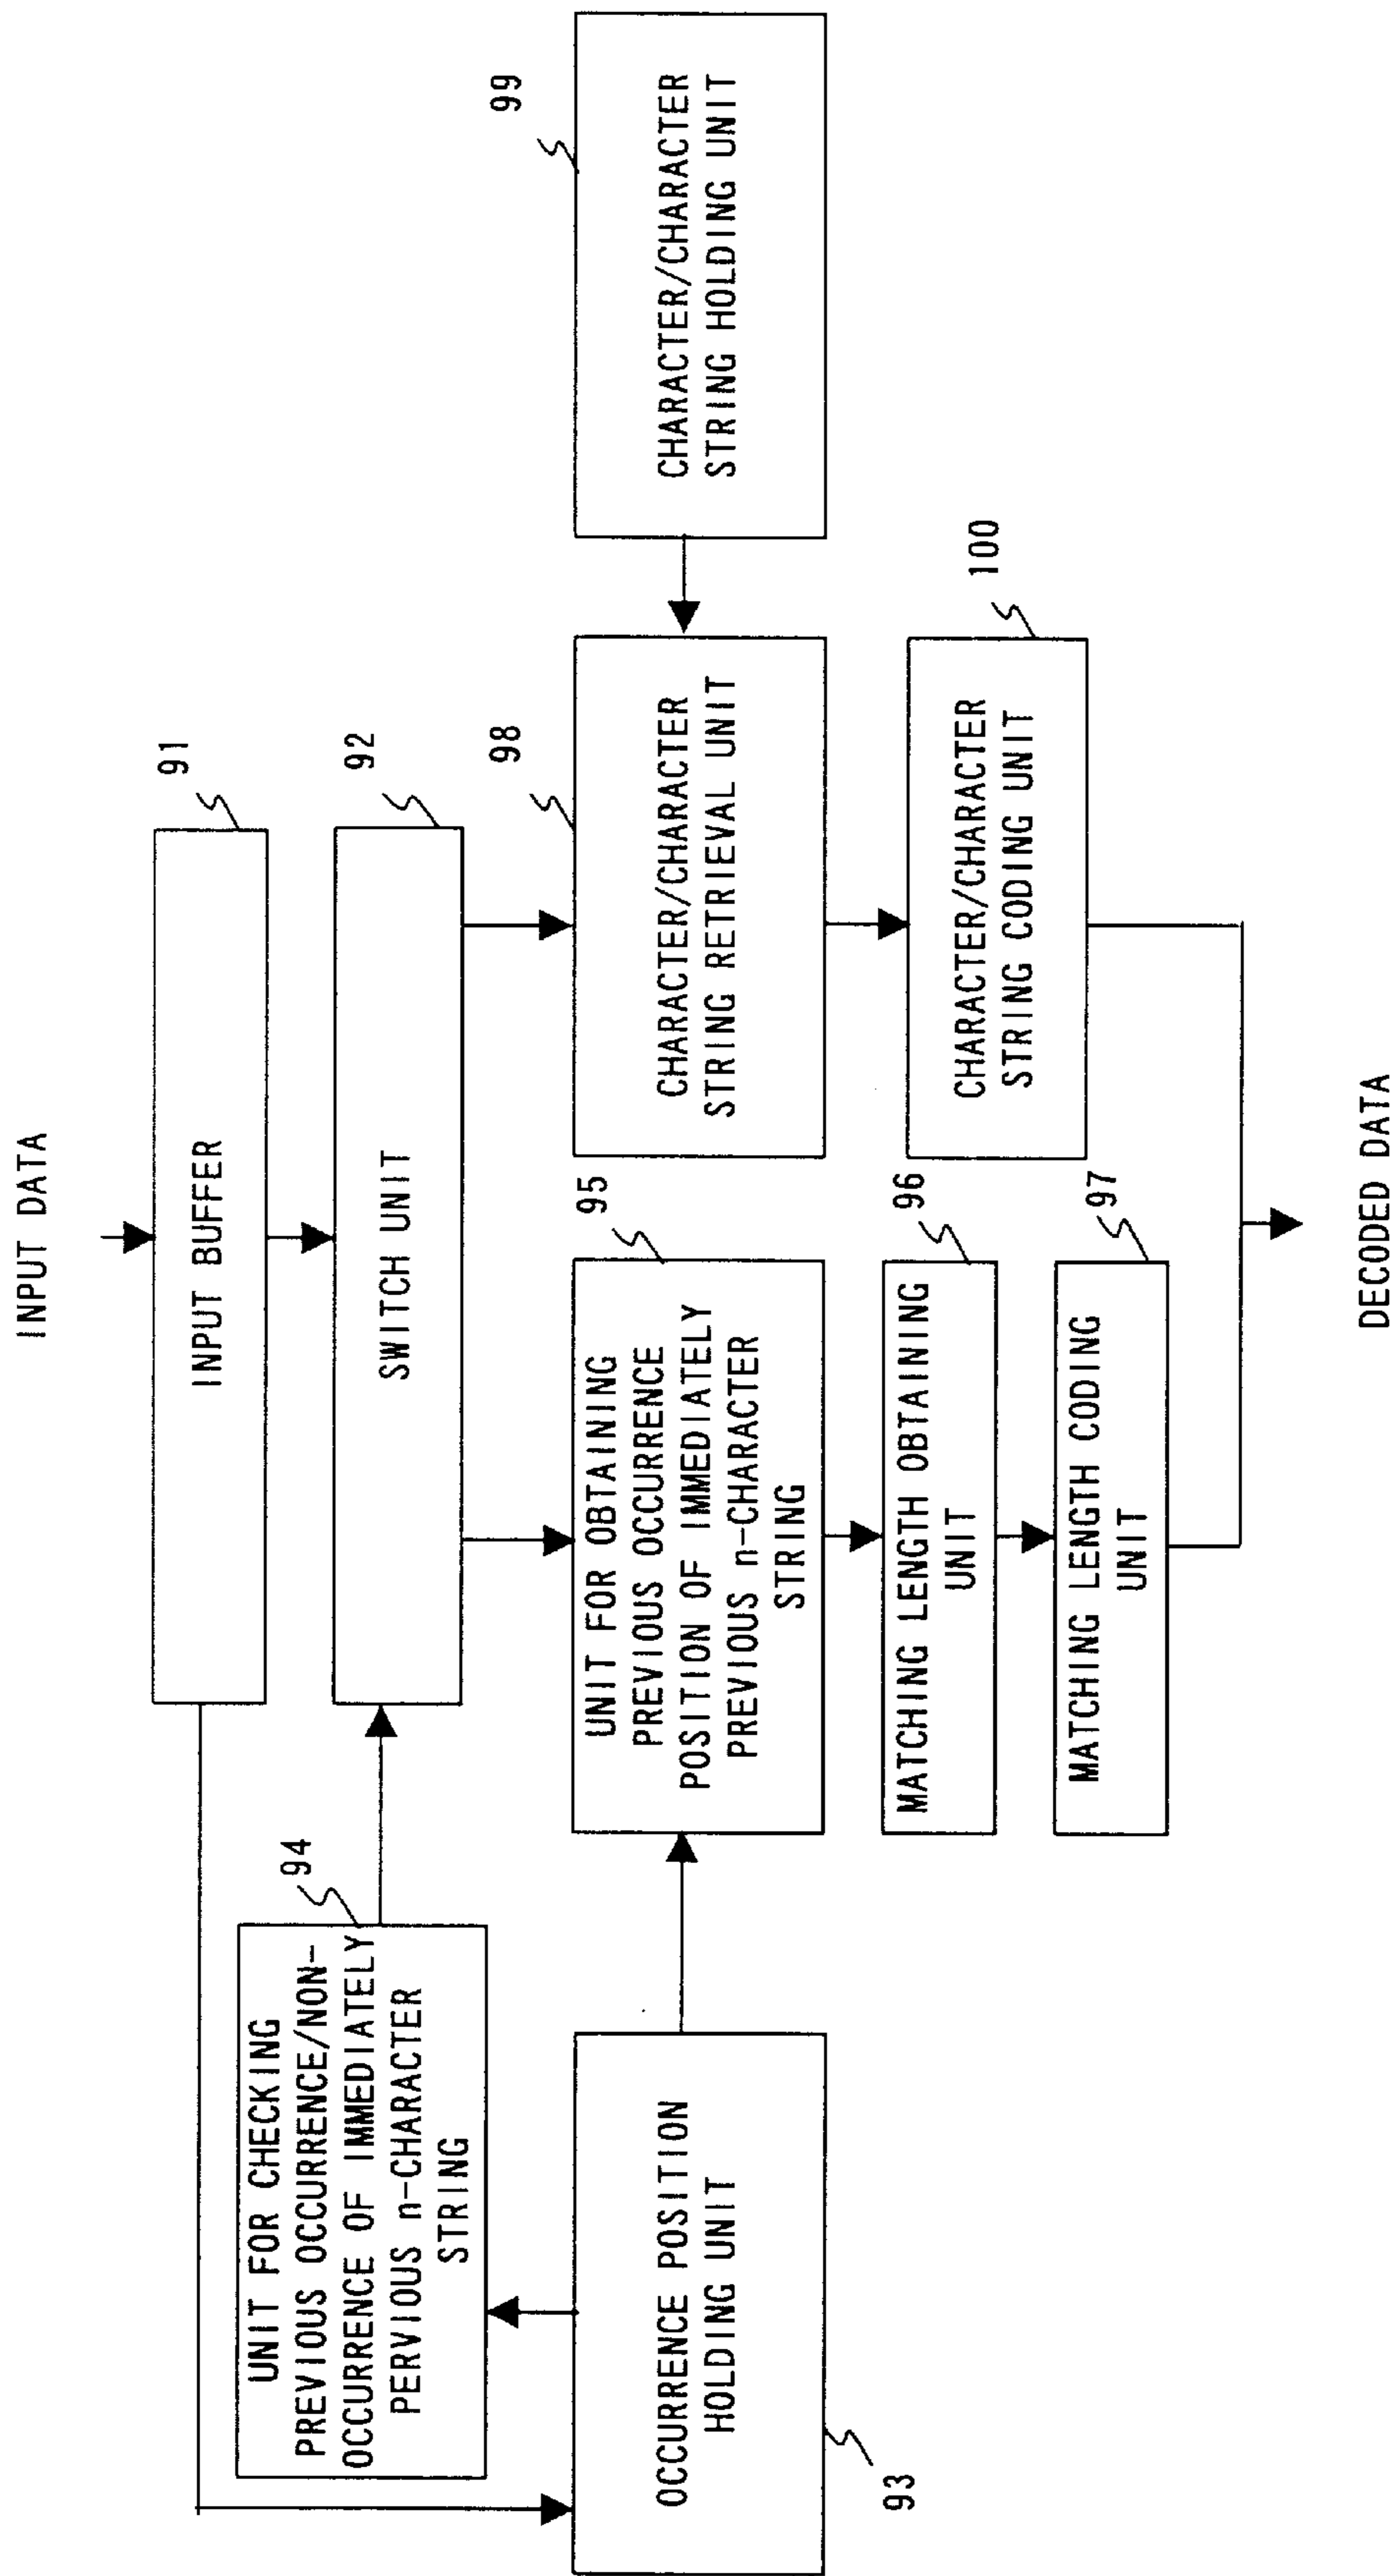 INPUT DATA
91
INPUT BUFFER
92
SWITCH UNIT
94
UNIT FOR CHECKING
PREVIOUS OCCURRENCE/NON-
OCCURRENCE OF IMMEDIATELY
PERVIOUS n-CHARACTER
STRING
93
OCCURRENCE POSITION
HOLDING UNIT
95
UNIT FOR OBTAINING
PREVIOUS OCCURRENCE
POSITION OF IMMEDIATELY
PREVIOUS n-CHARACTER
STRING
98
CHARACTER/CHARACTER
STRING RETRIEVAL UNIT
99
CHARACTER/CHARACTER
STRING HOLDING UNIT
96
MATCHING LENGTH OBTAINING
UNIT
97
MATCHING LENGTH CODING
UNIT
100
CHARACTER/CHARACTER
STRING CODING UNIT
DECODED DATA